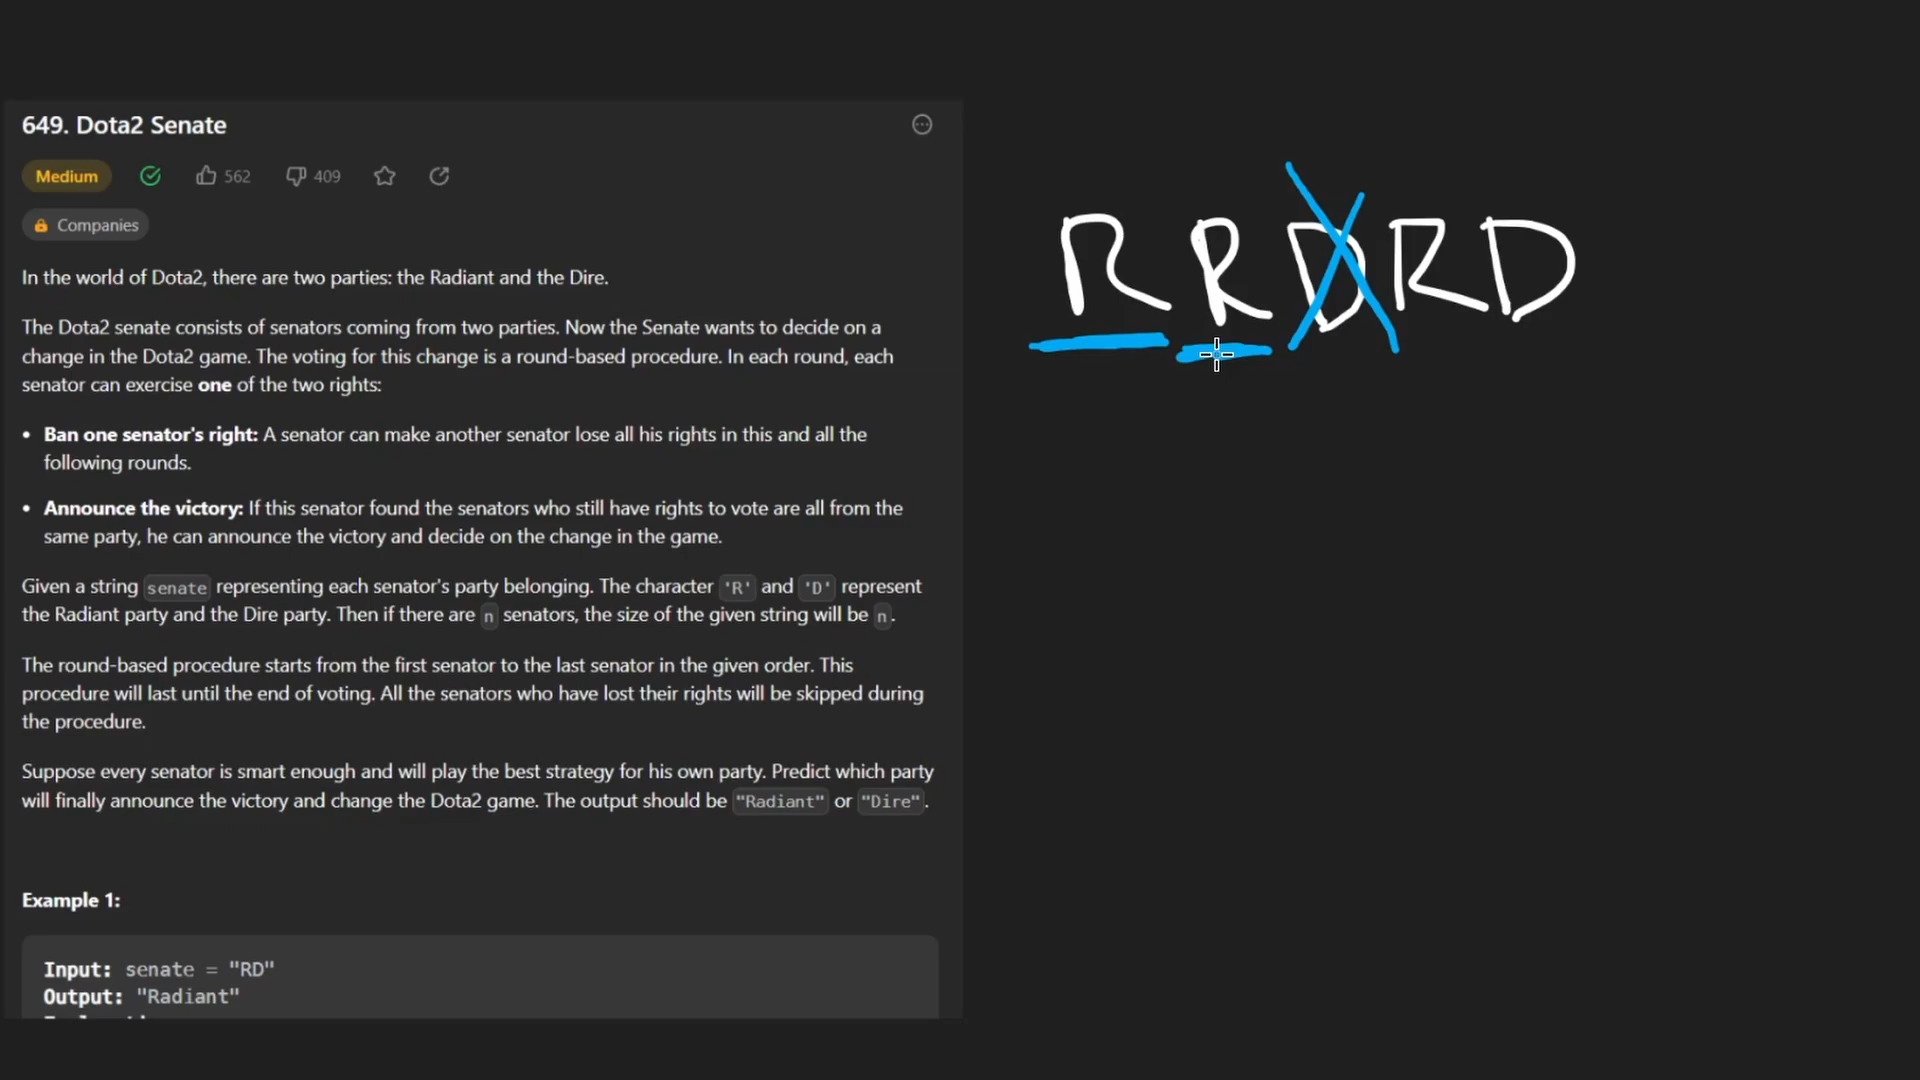 649. Dota2 Senate
Medium 562 409
Companies
In the world of Dota2, there are two parties: the Radiant and the Dire.
The Dota2 senate consists of senators coming from two parties. Now the Senate wants to decide on a
change in the Dota2 game. The voting for this change is a round-based procedure. In each round, each
senator can exercise one of the two rights:
• Ban one senator's right: A senator can make another senator lose all his rights in this and all the
following rounds.
• Announce the victory: If this senator found the senators who still have rights to vote are all from the
same party, he can announce the victory and decide on the change in the game.
Given a string senate representing each senator's party belonging. The character 'R' and 'D' represent
the Radiant party and the Dire party. Then if there are n senators, the size of the given string will be n.
The round-based procedure starts from the first senator to the last senator in the given order. This
procedure will last until the end of voting. All the senators who have lost their rights will be skipped during
the procedure.
Suppose every senator is smart enough and will play the best strategy for his own party. Predict which party
will finally announce the victory and change the Dota2 game. The output should be "Radiant" or "Dire".
Example 1:
Input: senate = "RD"
Output: "Radiant"
R R D R D